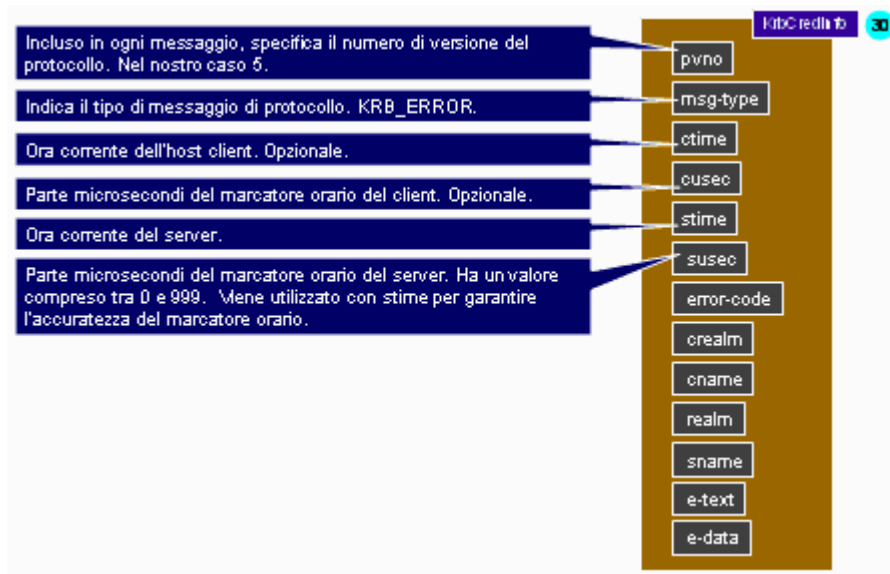 KrbCredInfo 30
Incluso in ogni messaggio, specifica il numero di versione del
protocollo. Nel nostro caso 5.
pvno
Indica il tipo di messaggio di protocollo. KRB_ERROR.
msg-type
Ora corrente dell'host client. Opzionale.
ctime
Parte microsecondi del marcatore orario del client. Opzionale.
cusec
Ora corrente del server.
stime
Parte microsecondi del marcatore orario del server. Ha un valore
compreso tra 0 e 999. Viene utilizzato con stime per garantire
l'accuratezza del marcatore orario.
susec
error-code
crealm
cname
realm
sname
e-text
e-data